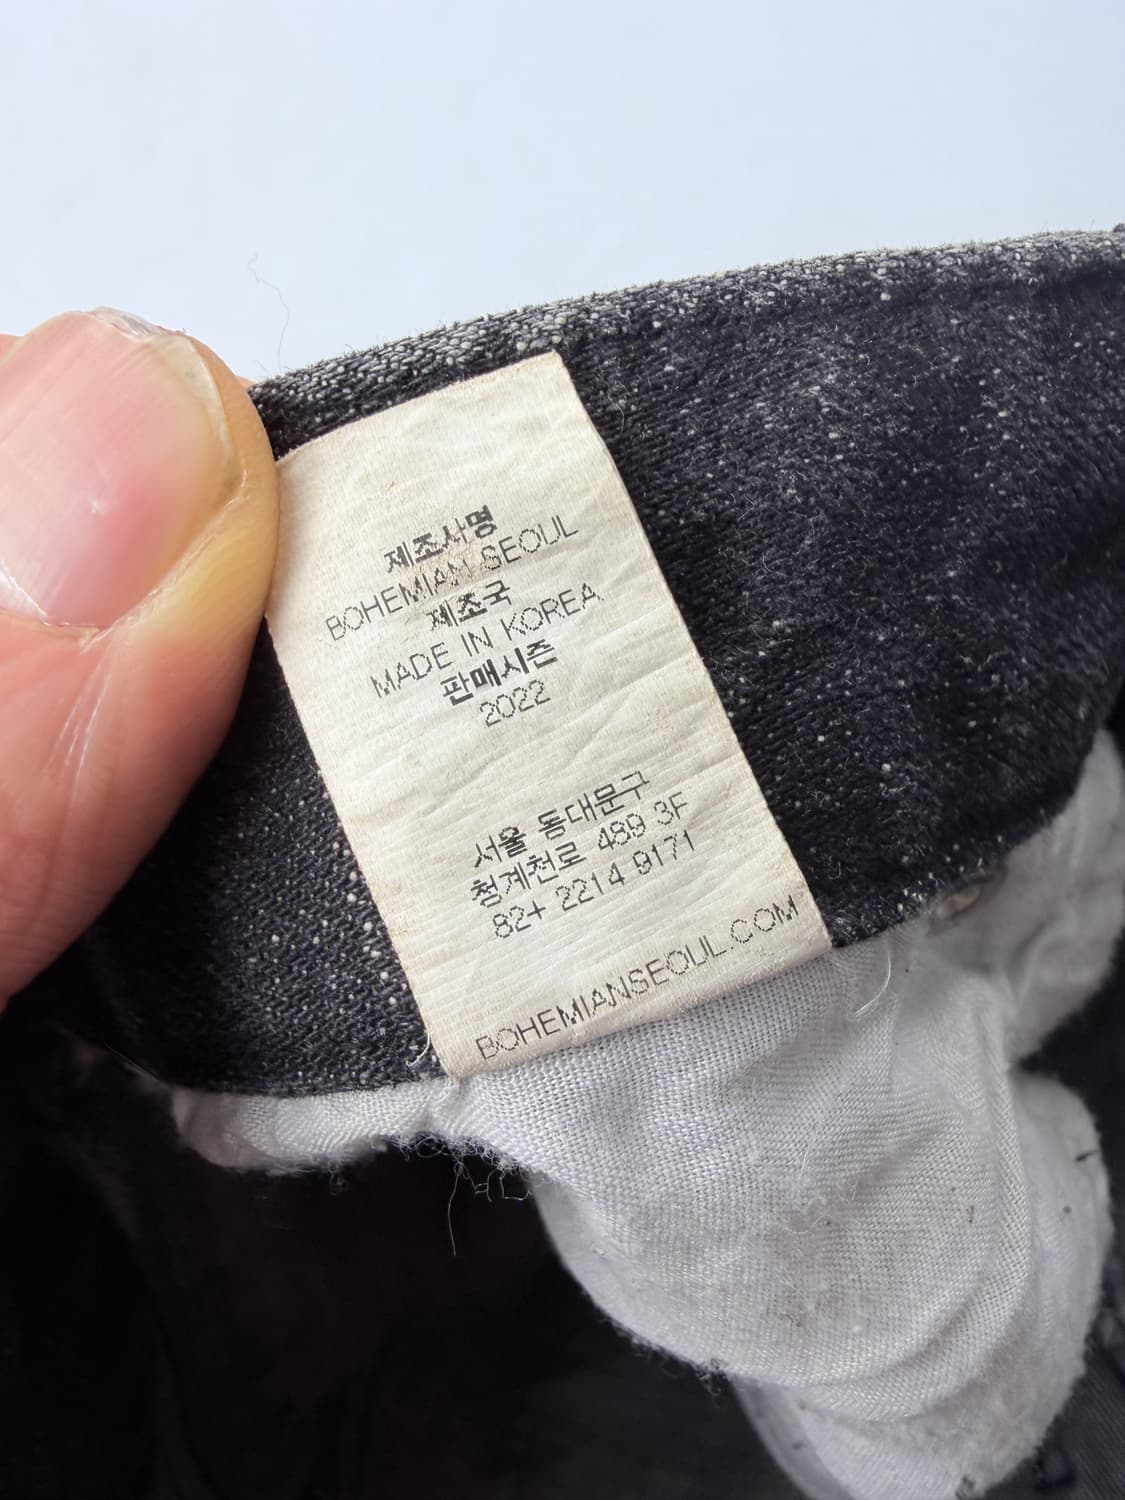 제조사명
BOHEMIAN SEOUL
제조국
MADE IN KOREA
판매시즌
2022
서울 동대문구
청계천로 489 3F
82+ 2214 9171
BOHEMIANSEOUL.COM